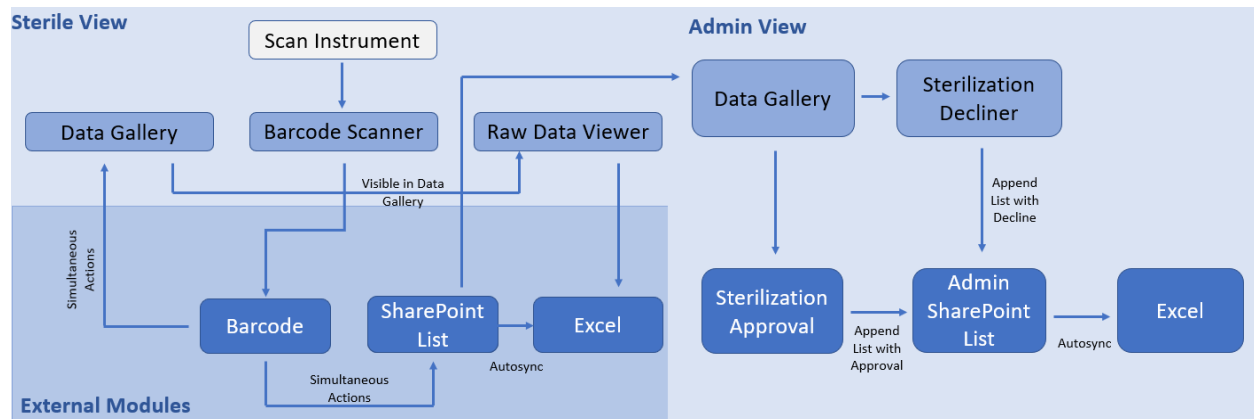 Sterile View
Admin View
Scan Instrument
Data Gallery
Barcode Scanner
Raw Data Viewer
Data Gallery
Sterilization
Decliner
Visible in Data
Gallery
Append
List with
Decline
Simultaneous
Actions
Barcode
SharePoint
List
Excel
Sterilization
Approval
Admin
SharePoint
List
Excel
Simultaneous
Actions
Autosync
Append
List with
Approval
Autosync
External Modules